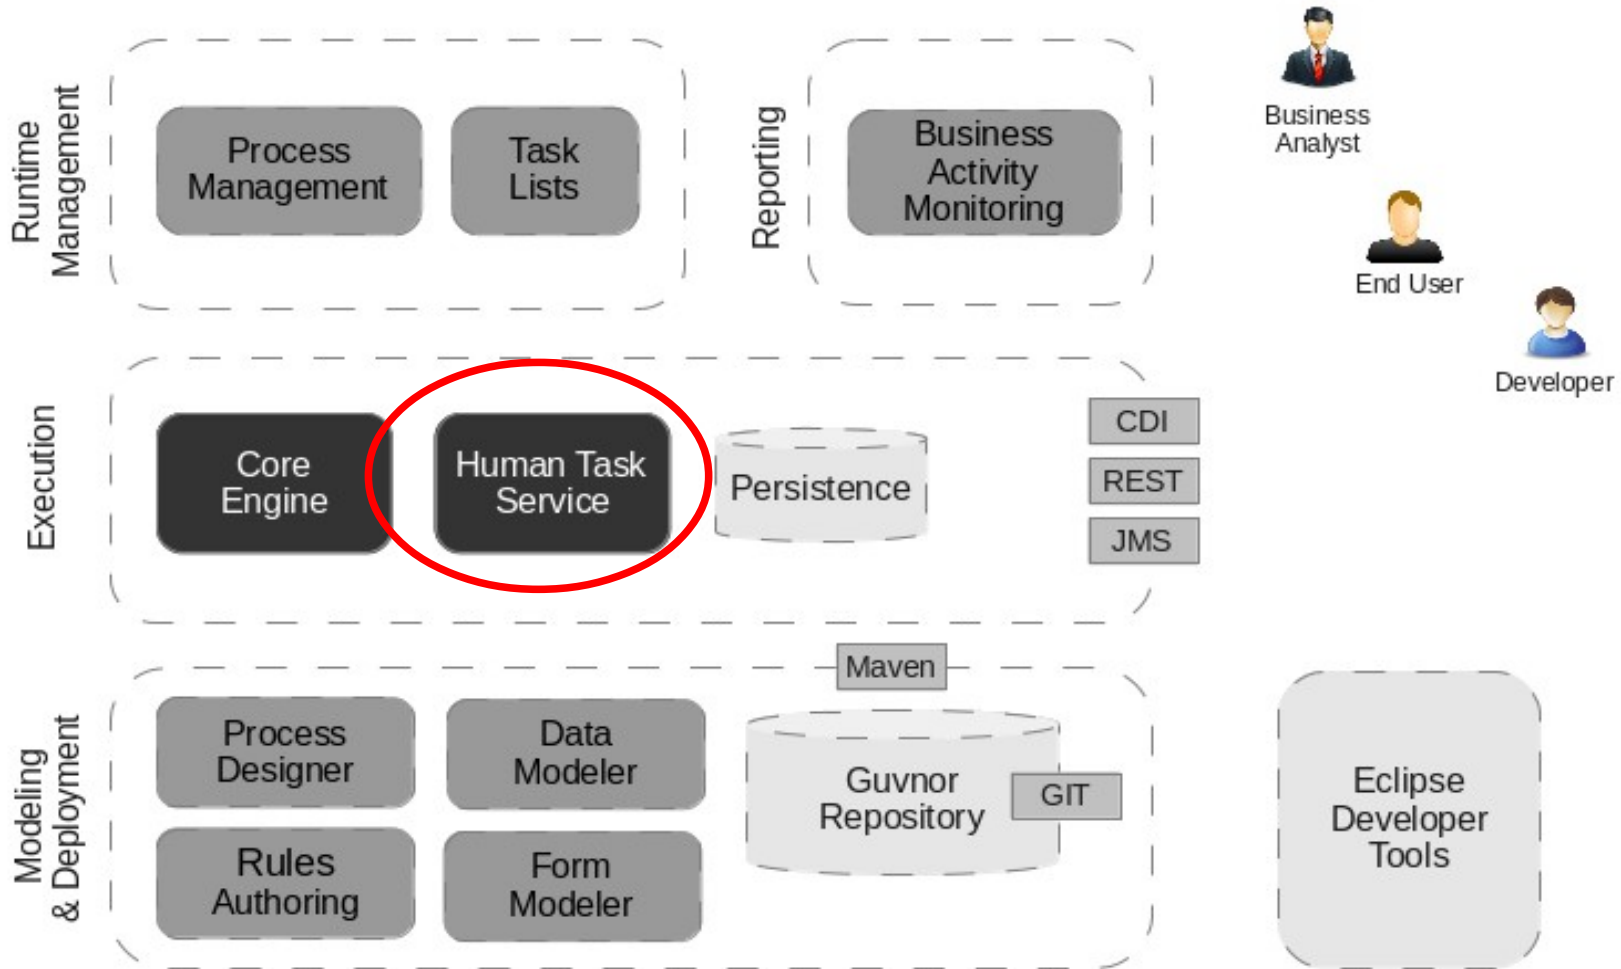 Runtime
Management
Process
Management
Task
Lists
Reporting
Business
Activity
Monitoring
Business
Analyst
End User
Developer
Execution
Core
Engine
Human Task
Service
Persistence
CDI
REST
JMS
Modeling
& Deployment
Process
Designer
Data
Modeler
Rules
Authoring
Form
Modeler
Maven
Guvnor
Repository
GIT
Eclipse
Developer
Tools